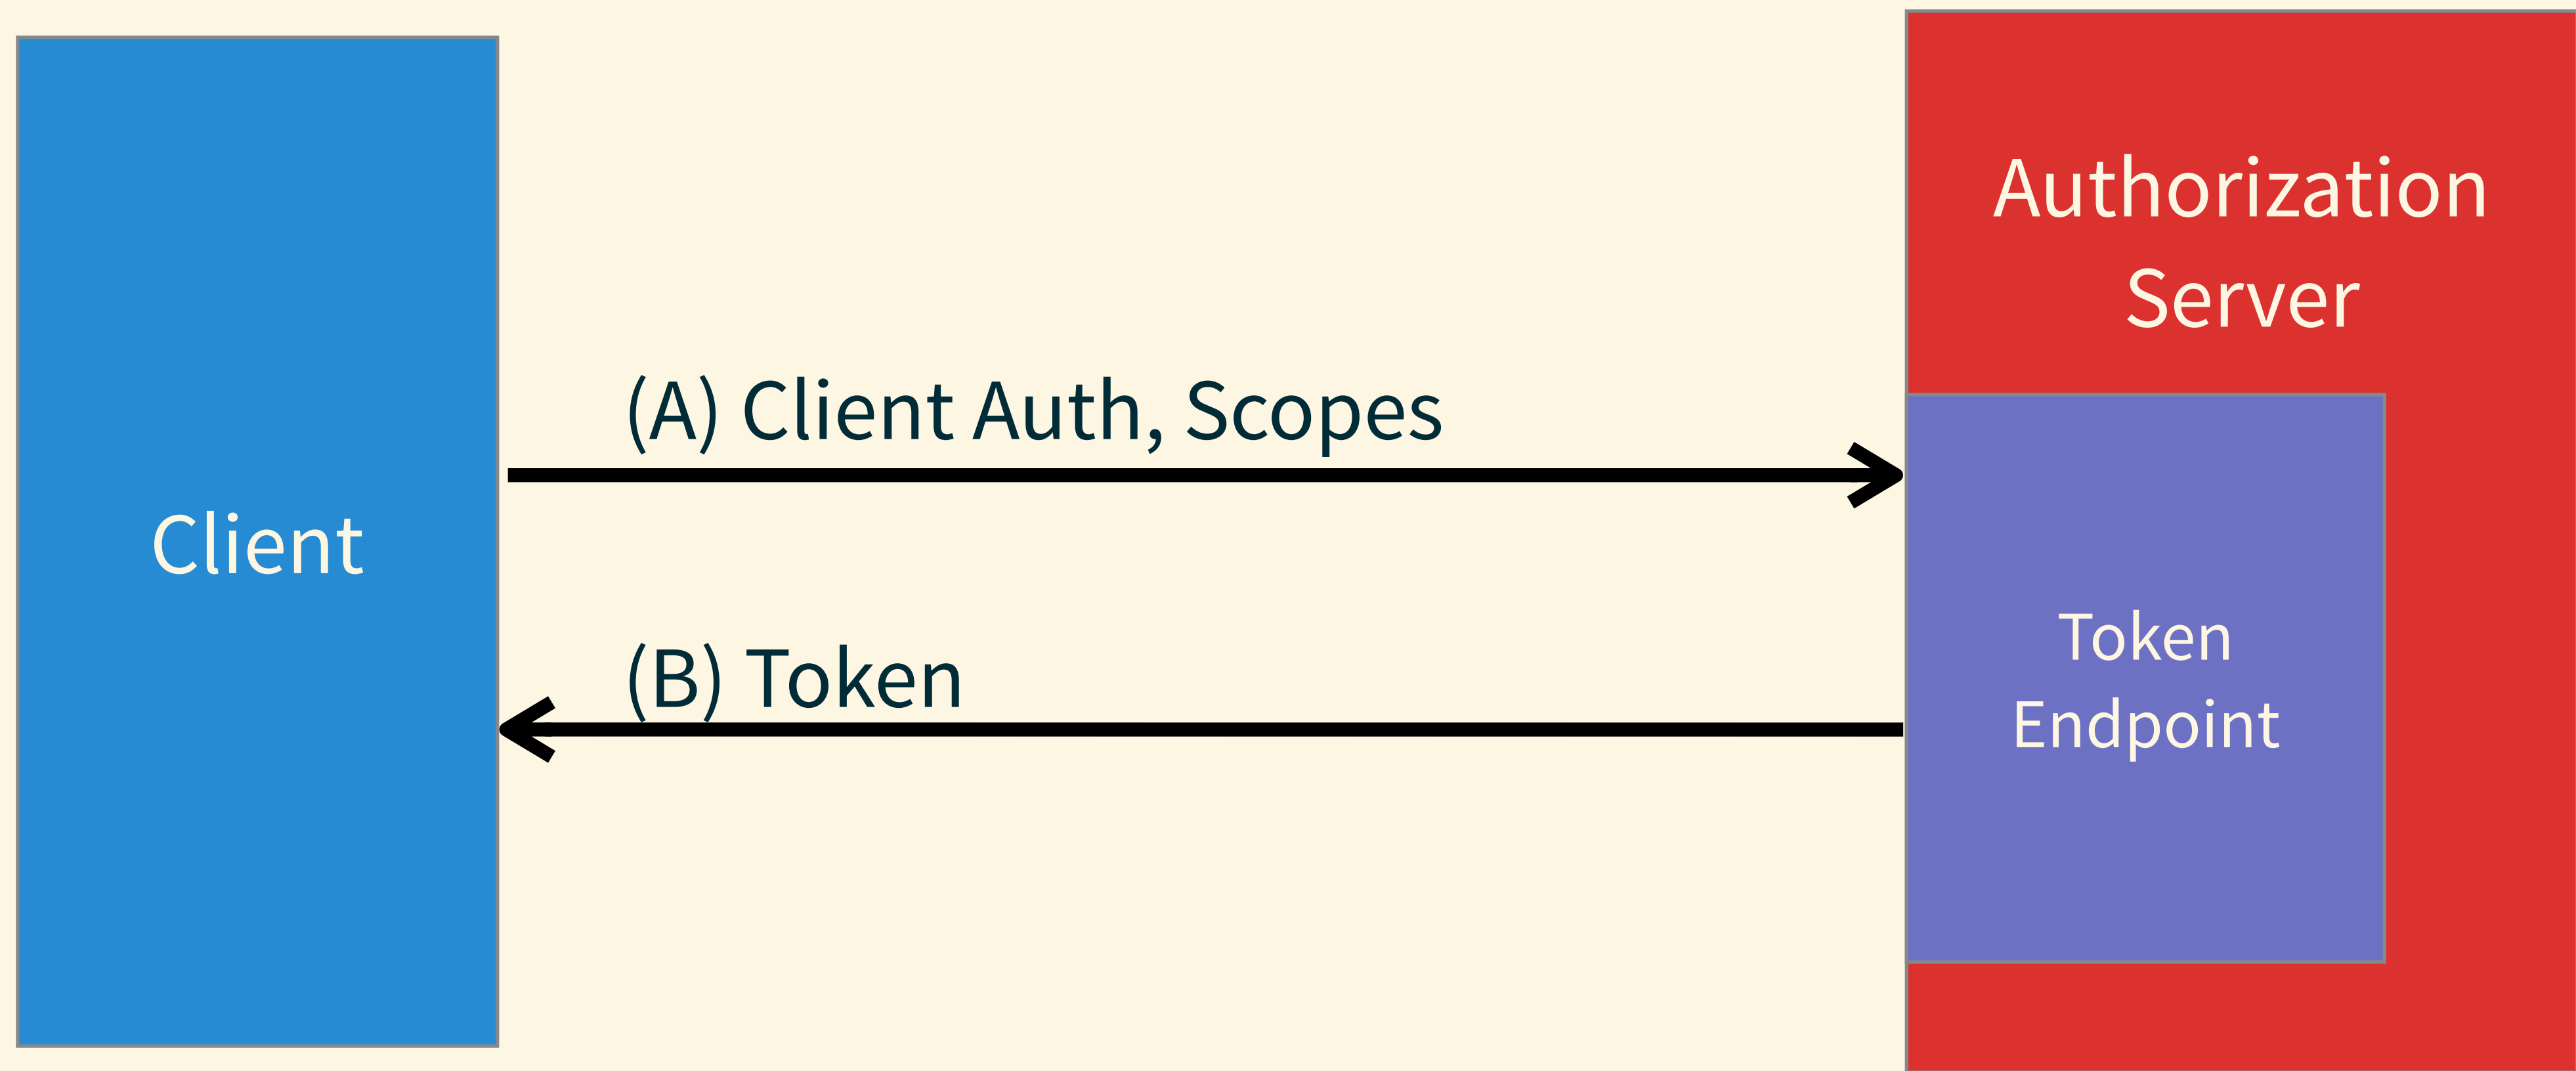 Authorization
Server
(A) Client Auth, Scopes
Client
(B) Token
Token
Endpoint